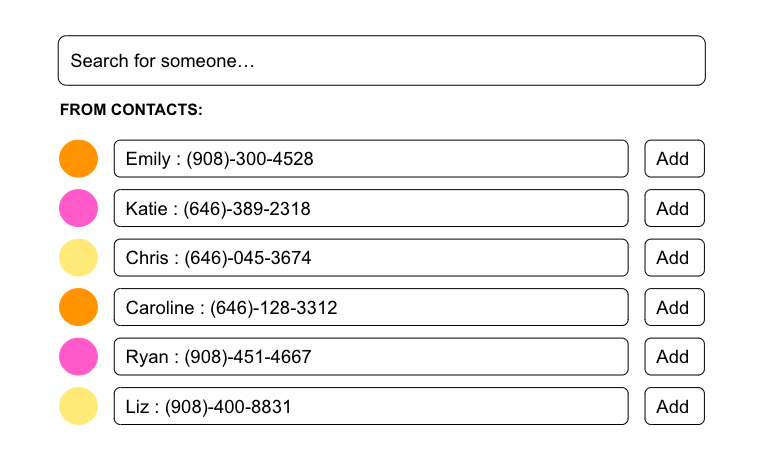 Search for someone…
FROM CONTACTS:
Emily : (908)-300-4528 Add
Katie : (646)-389-2318 Add
Chris : (646)-045-3674 Add
Caroline : (646)-128-3312 Add
Ryan : (908)-451-4667 Add
Liz : (908)-400-8831 Add